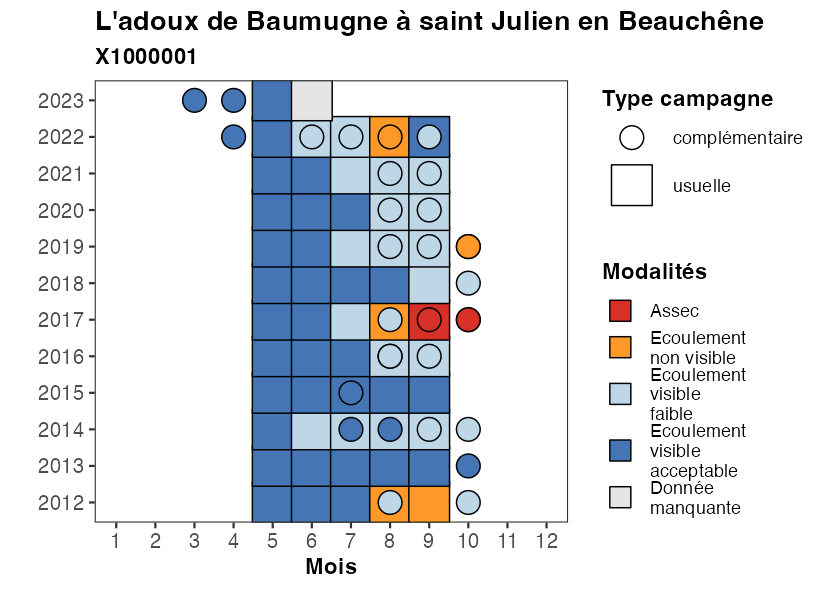 L'adoux de Baumugne à saint Julien en Beauchêne
X1000001
2023
2022
2021
2020
2019
2018
2017
2016
2015
2014
2013
2012
1 2 3 4 5 6 7 8 9 10 11 12
Mois
Type campagne
complémentaire
usuelle
Modalités
Assec
Ecoulement
non visible
Ecoulement
visible
faible
Ecoulement
visible
acceptable
Donnée
manquante